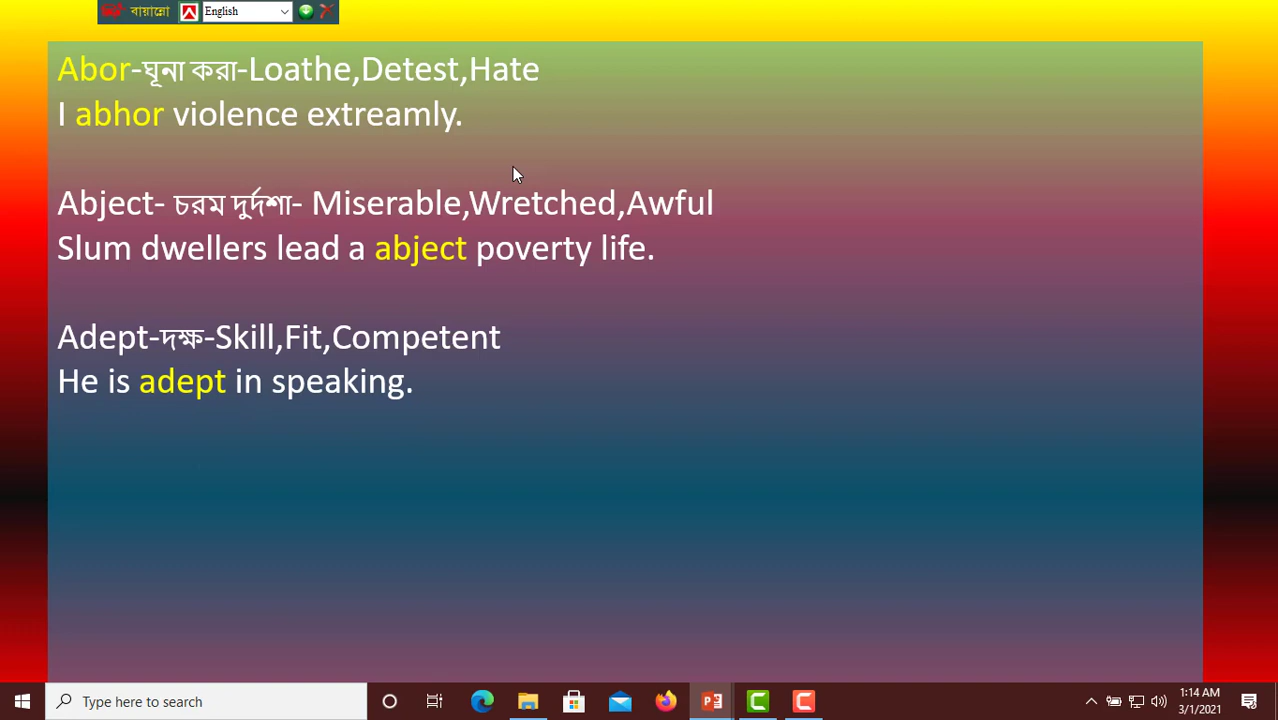 বায়ান্নো English
Abor-ঘূনা করা-Loathe,Detest,Hate
I abhor violence extreamly.
Abject- চরম দুর্দশা- Miserable,Wretched,Awful
Slum dwellers lead a abject poverty life.
Adept-দক্ষ-Skill,Fit,Competent
He is adept in speaking.
Type here to search
1:14 AM
3/1/2021